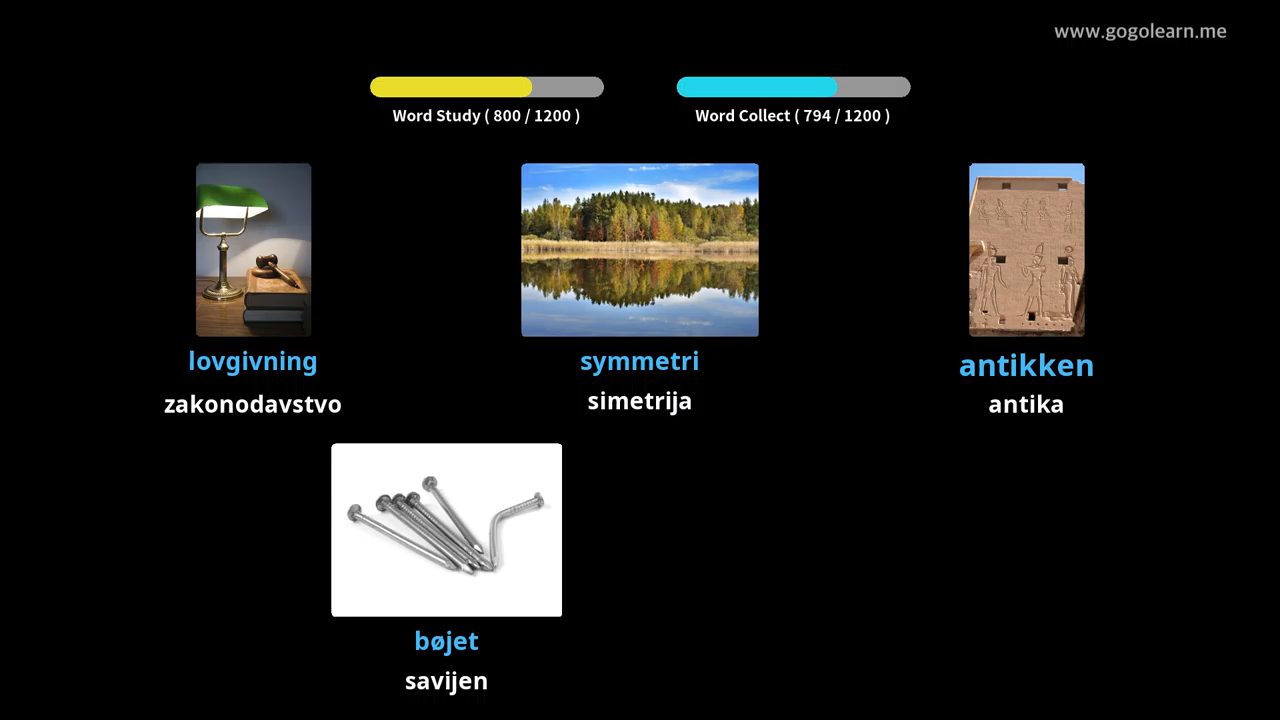 www.gogolearn.me
Word Study ( 800 / 1200 )
Word Collect ( 794 / 1200 )
lovgivning
symmetri
antikken
zakonodavstvo
simetrija
antika
bøjet
savijen